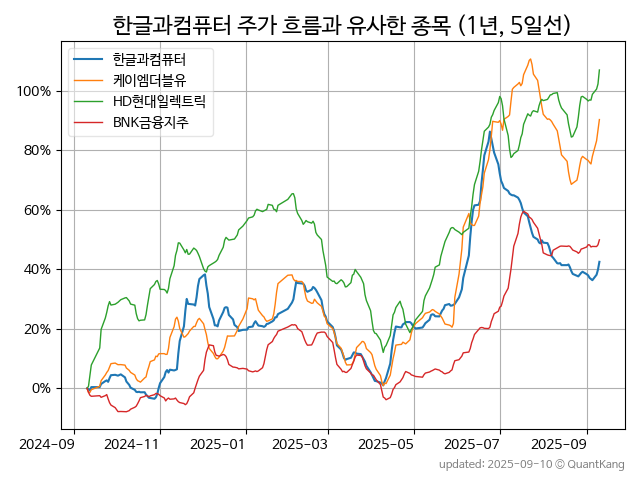 한글과컴퓨터 주가 흐름과 유사한 종목 (1년, 5일선)
한글과컴퓨터
케이엠더블유
HD현대일렉트릭
BNK금융지주
100%
80%
60%
40%
20%
0%
2024-09
2024-11
2025-01
2025-03
2025-05
2025-07
2025-09
updated: 2025-09-10 © QuantKang